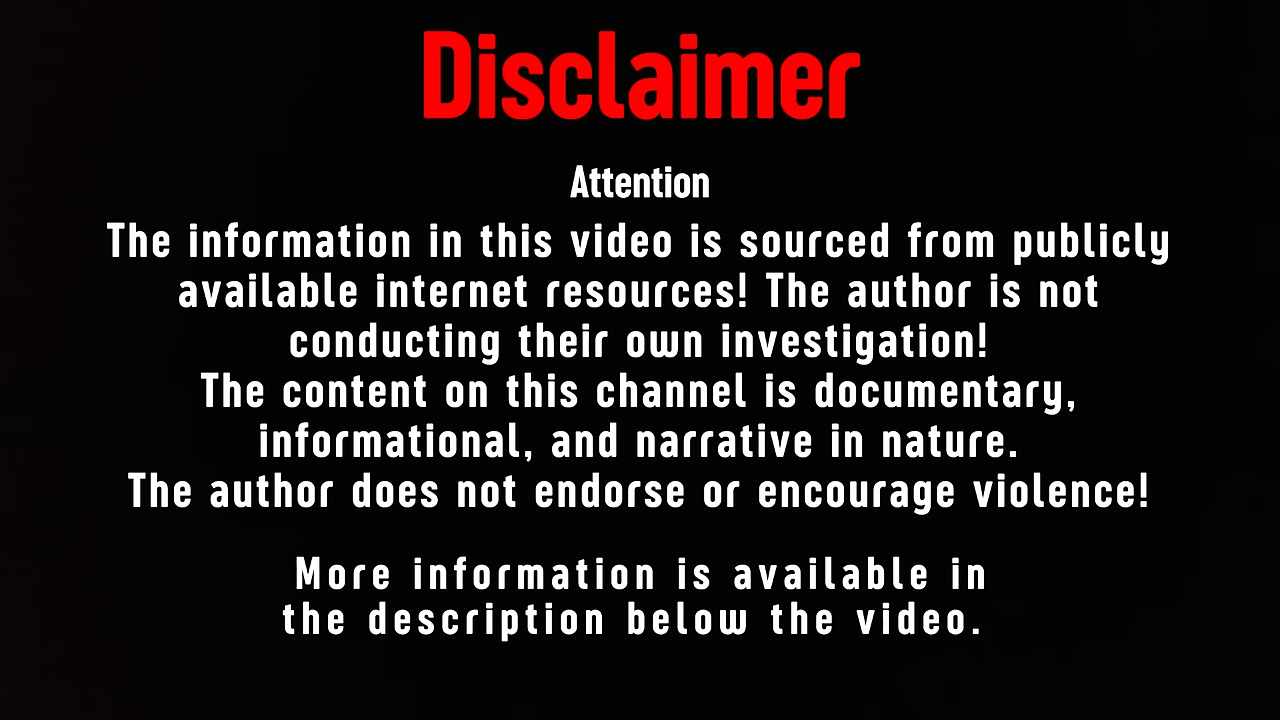 Disclaimer
Attention
The information in this video is sourced from publicly
available internet resources! The author is not
conducting their own investigation!
The content on this channel is documentary,
informational, and narrative in nature.
The author does not endorse or encourage violence!
More information is available in
the description below the video.